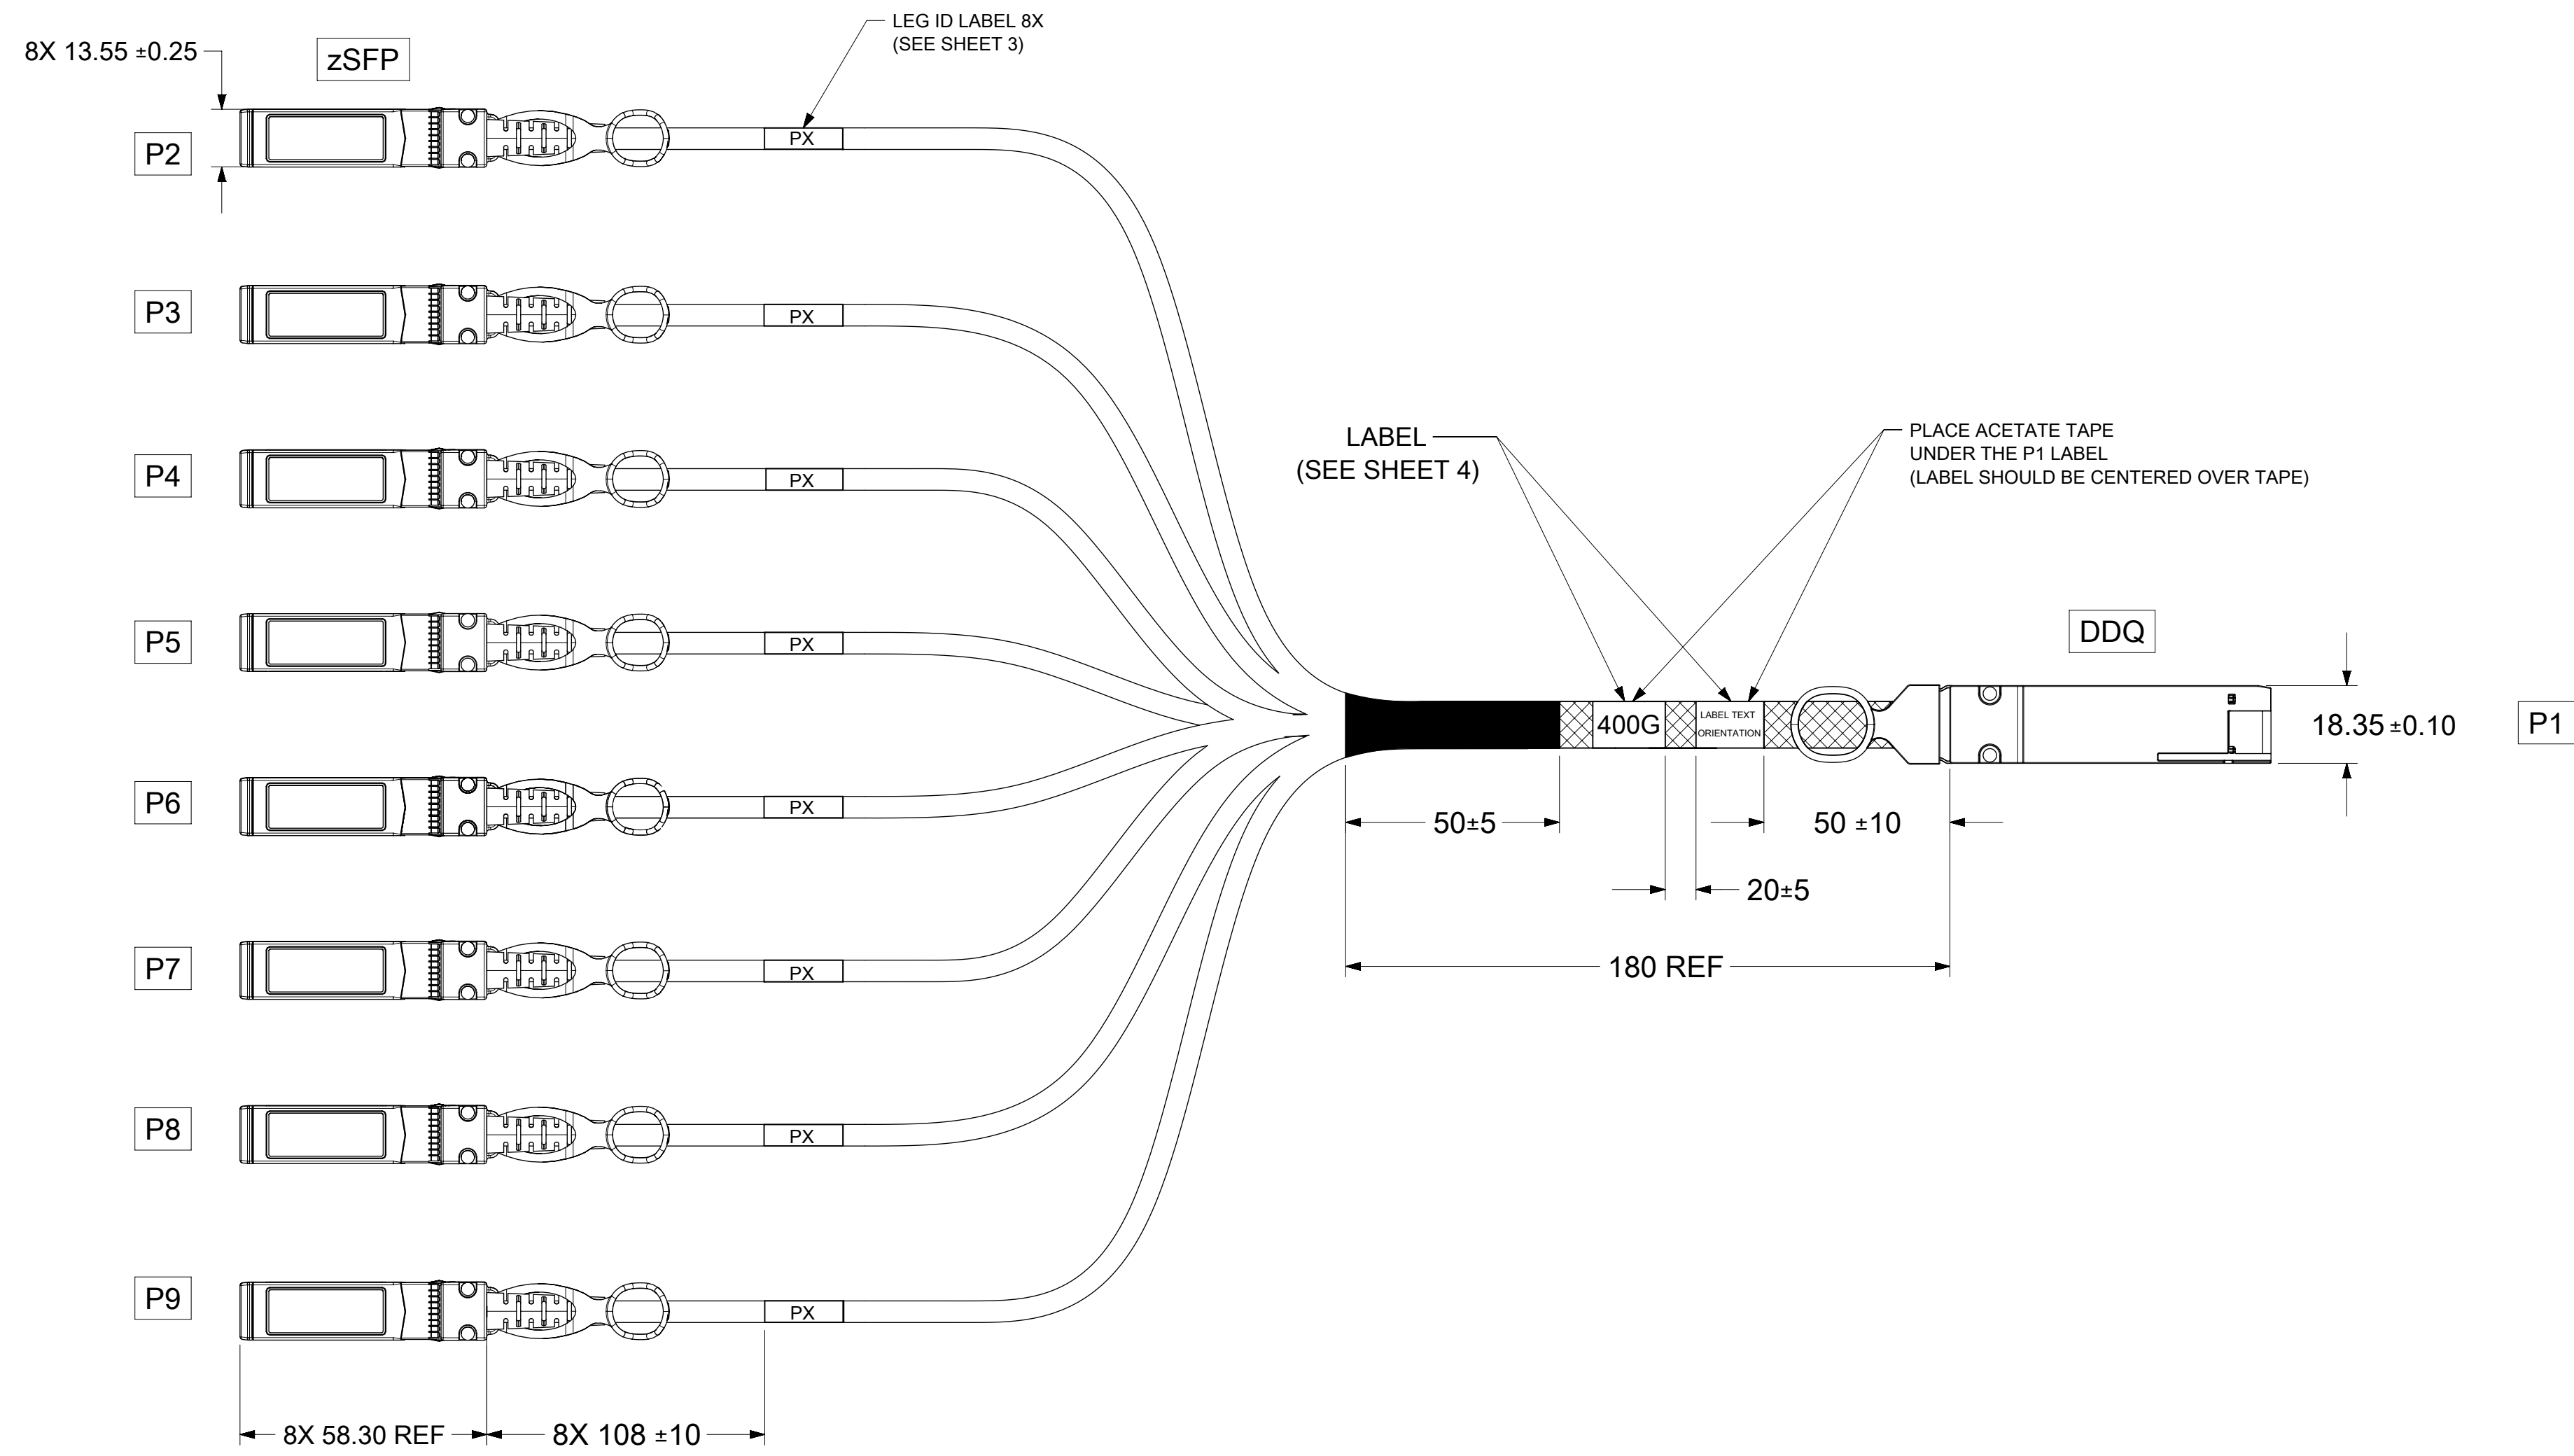 LEG ID LABEL 8X
(SEE SHEET 3)
8X 13.55 ±0.25
zSFP
P2
PX
P3
PX
LABEL
(SEE SHEET 4)
PLACE ACETATE TAPE
UNDER THE P1 LABEL
(LABEL SHOULD BE CENTERED OVER TAPE)
P4
PX
P5
PX
DDQ
400G
LABEL TEXT
ORIENTATION
18.35 ±0.10
P1
P6
PX
50±5
50 ±10
20±5
P7
PX
180 REF
P8
PX
P9
PX
8X 58.30 REF
8X 108 ±10